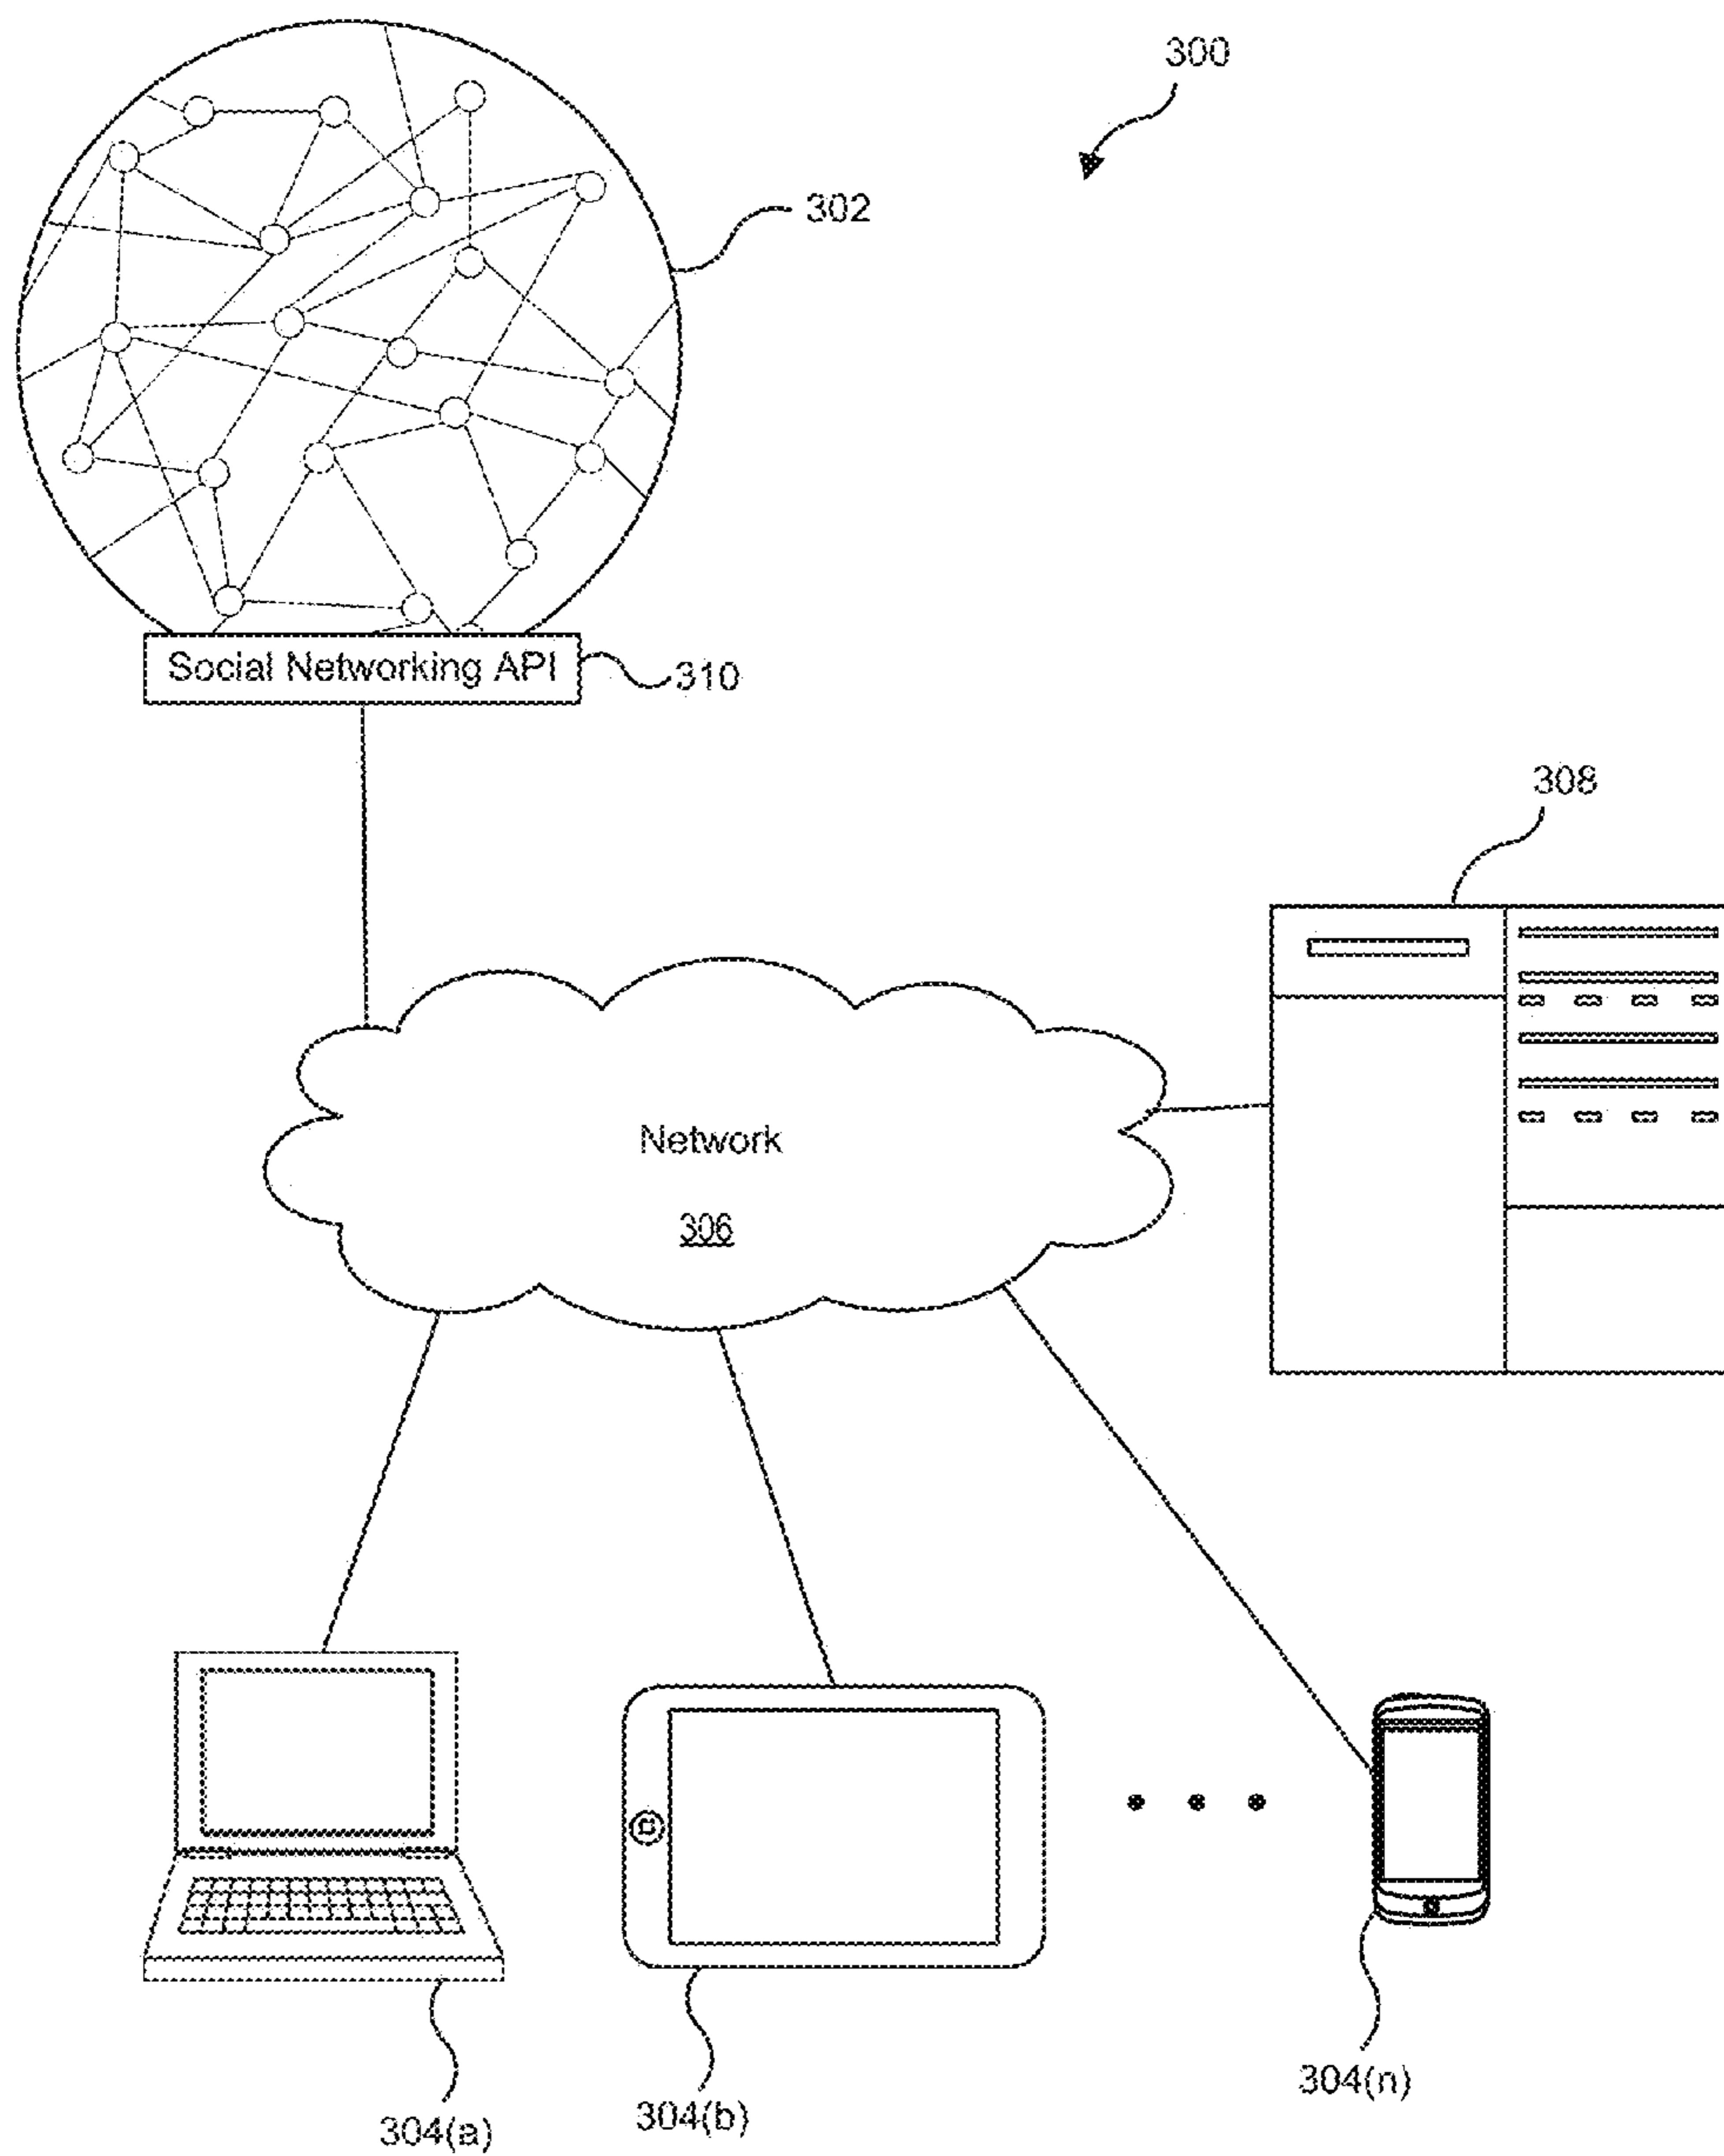 300
302
Social Networking API
310
308
Network
306
304(a)
304(b)
304(n)